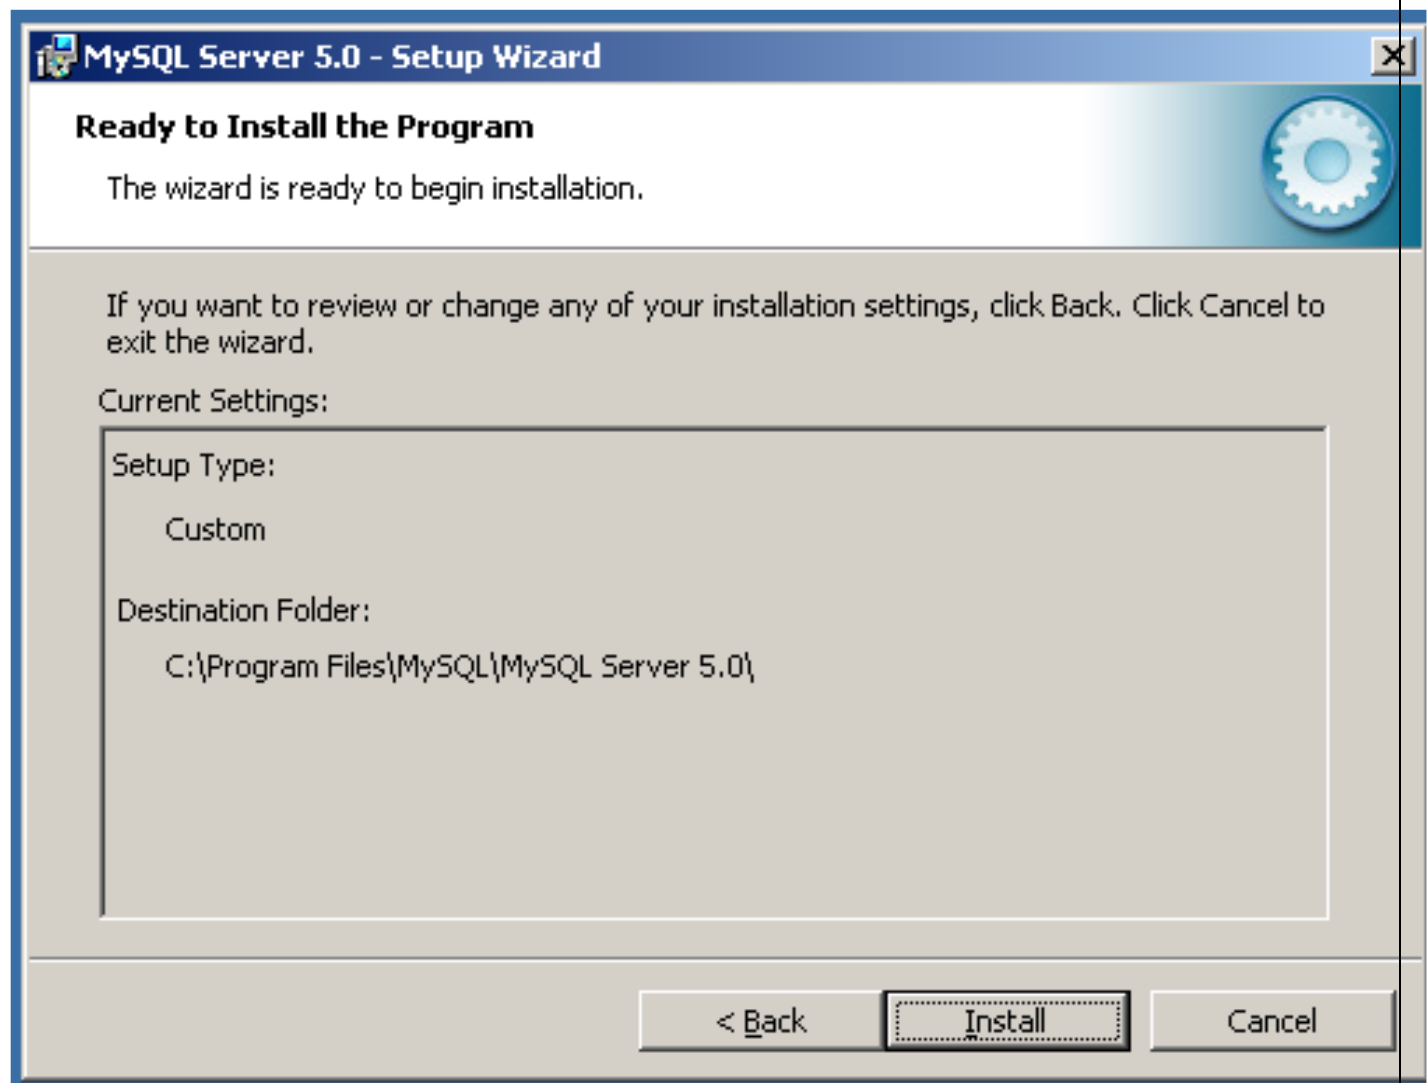 MySQL Server 5.0 - Setup Wizard
Ready to Install the Program
The wizard is ready to begin installation.
If you want to review or change any of your installation settings, click Back. Click Cancel to
exit the wizard.
Current Settings:
Setup Type:
Custom
Destination Folder:
C:\Program Files\MySQL\MySQL Server 5.0\
< Back
Install
Cancel